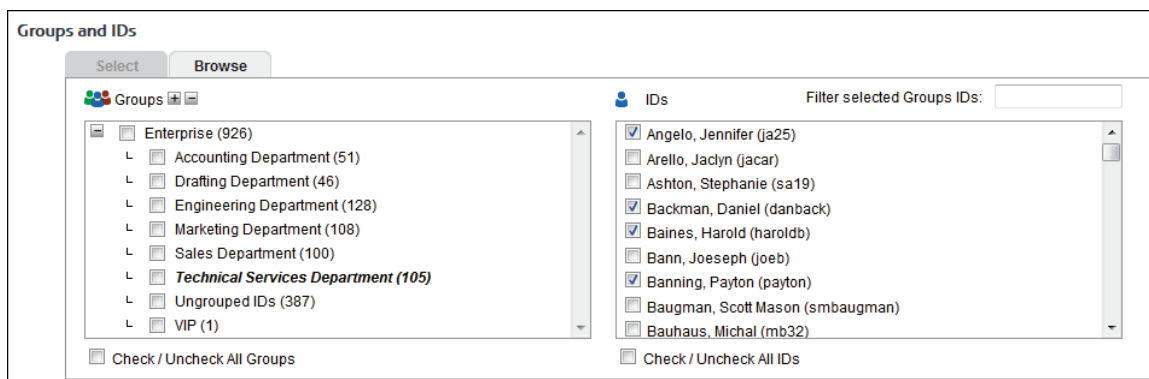 Groups and IDs
Select Browse
Groups IDs Filter selected Groups IDs:
Enterprise (926)
Accounting Department (51)
Drafting Department (46)
Engineering Department (128)
Marketing Department (108)
Sales Department (100)
Technical Services Department (105)
Ungrouped IDs (387)
VIP (1)
Check / Uncheck All Groups
Angelo, Jennifer (ja25)
Arello, Jaclyn (jacar)
Ashton, Stephanie (sa19)
Backman, Daniel (danback)
Baines, Harold (haroldb)
Bann, Joeseph (joeb)
Banning, Payton (payton)
Baugman, Scott Mason (smbaugman)
Bauhaus, Michal (mb32)
Check / Uncheck All IDs